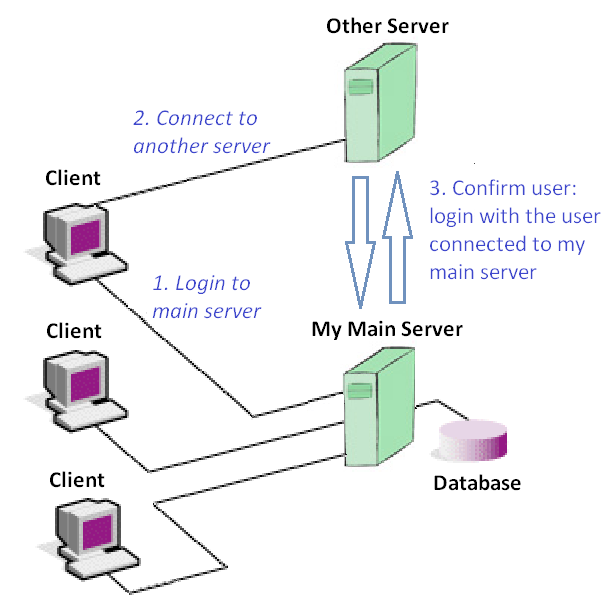 Other Server
2. Connect to
another server
Client
3. Confirm user:
login with the user
connected to my
main server
1. Login to
main server
My Main Server
Client
Client
Database